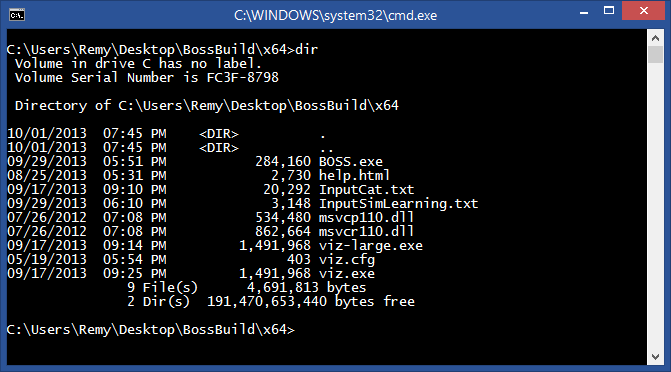 C:\WINDOWS\system32\cmd.exe
C:\Users\Remy\Desktop\BossBuild\x64>dir
 Volume in drive C has no label.
 Volume Serial Number is FC3F-8798
 Directory of C:\Users\Remy\Desktop\BossBuild\x64
10/01/2013  07:45 PM    <DIR>          .
10/01/2013  07:45 PM    <DIR>          ..
09/29/2013  05:51 PM           284,160 BOSS.exe
08/25/2013  05:31 PM             2,730 help.html
09/17/2013  09:10 PM            20,292 InputCat.txt
09/29/2013  06:10 PM             3,148 InputSimLearning.txt
07/26/2012  07:08 PM           534,480 msvcp110.dll
07/26/2012  07:08 PM           862,664 msvcr110.dll
09/17/2013  09:14 PM         1,491,968 viz-large.exe
05/19/2013  05:54 PM               403 viz.cfg
09/17/2013  09:25 PM         1,491,968 viz.exe
               9 File(s)      4,691,813 bytes
               2 Dir(s)  191,470,653,440 bytes free
C:\Users\Remy\Desktop\BossBuild\x64>